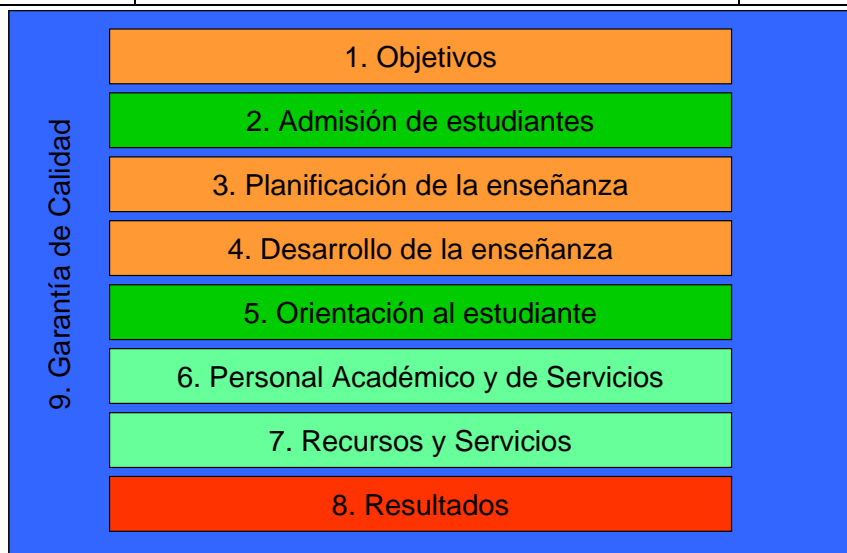 1. Objetivos
2. Admisión de estudiantes
3. Planificación de la enseñanza
4. Desarrollo de la enseñanza
5. Orientación al estudiante
6. Personal Académico y de Servicios
7. Recursos y Servicios
8. Resultados
9. Garantía de Calidad